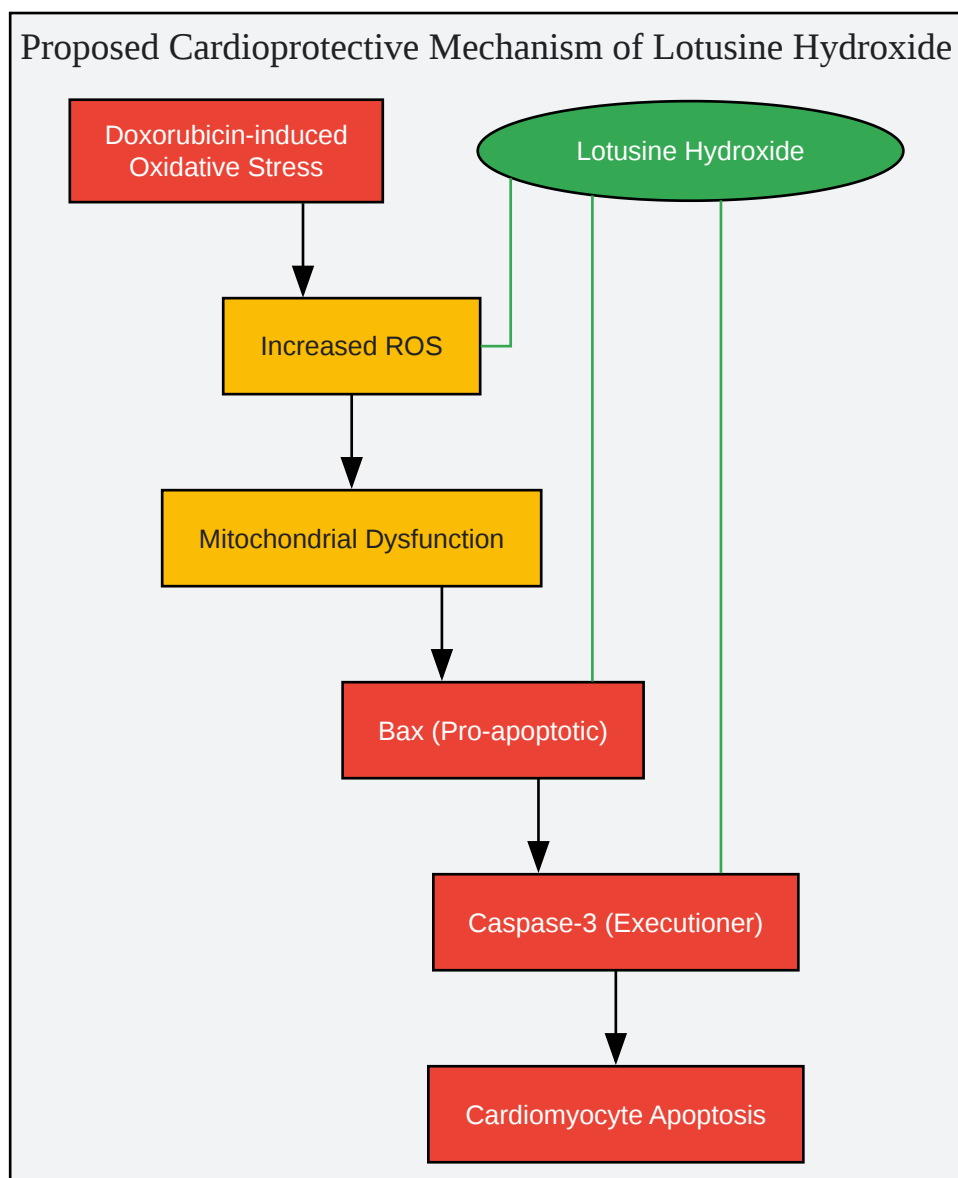 Proposed Cardioprotective Mechanism of Lotusine Hydroxide
Doxorubicin-induced
Oxidative Stress
Lotusine Hydroxide
Increased ROS
Mitochondrial Dysfunction
Bax (Pro-apoptotic)
Caspase-3 (Executioner)
Cardiomyocyte Apoptosis